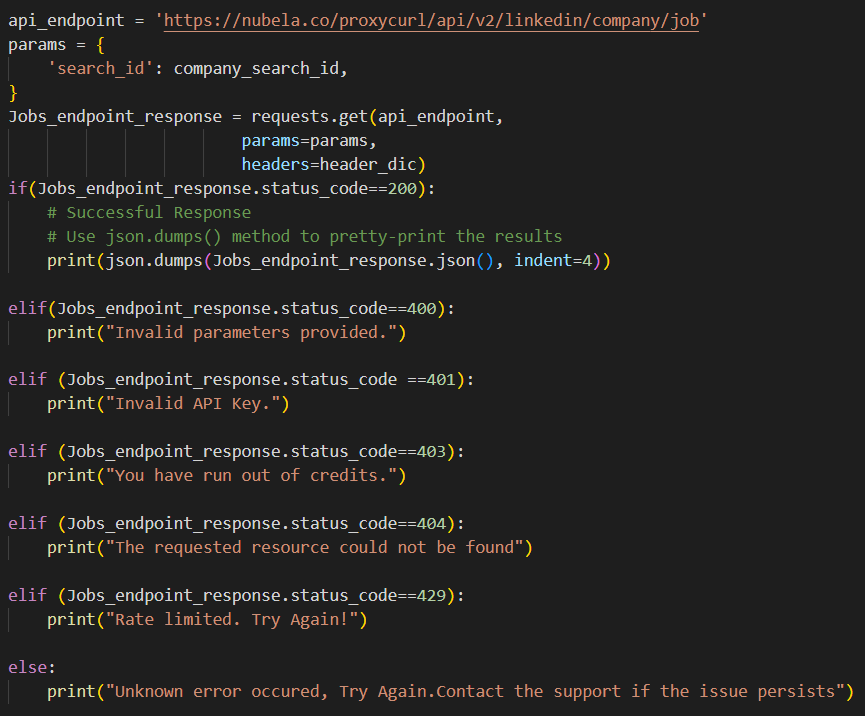 api_endpoint = 'https://nubela.co/proxycurl/api/v2/linkedin/company/job'
params = {
    'search_id': company_search_id,
}
Jobs_endpoint_response = requests.get(api_endpoint,
                        params=params,
                        headers=header_dic)
if(Jobs_endpoint_response.status_code==200):
    # Successful Response
    # Use json.dumps() method to pretty-print the results
    print(json.dumps(Jobs_endpoint_response.json(), indent=4))

elif(Jobs_endpoint_response.status_code==400):
    print("Invalid parameters provided.")

elif (Jobs_endpoint_response.status_code ==401):
    print("Invalid API Key.")

elif (Jobs_endpoint_response.status_code==403):
    print("You have run out of credits.")

elif (Jobs_endpoint_response.status_code==404):
    print("The requested resource could not be found")

elif (Jobs_endpoint_response.status_code==429):
    print("Rate limited. Try Again!")

else:
    print("Unknown error occured, Try Again.Contact the support if the issue persists")